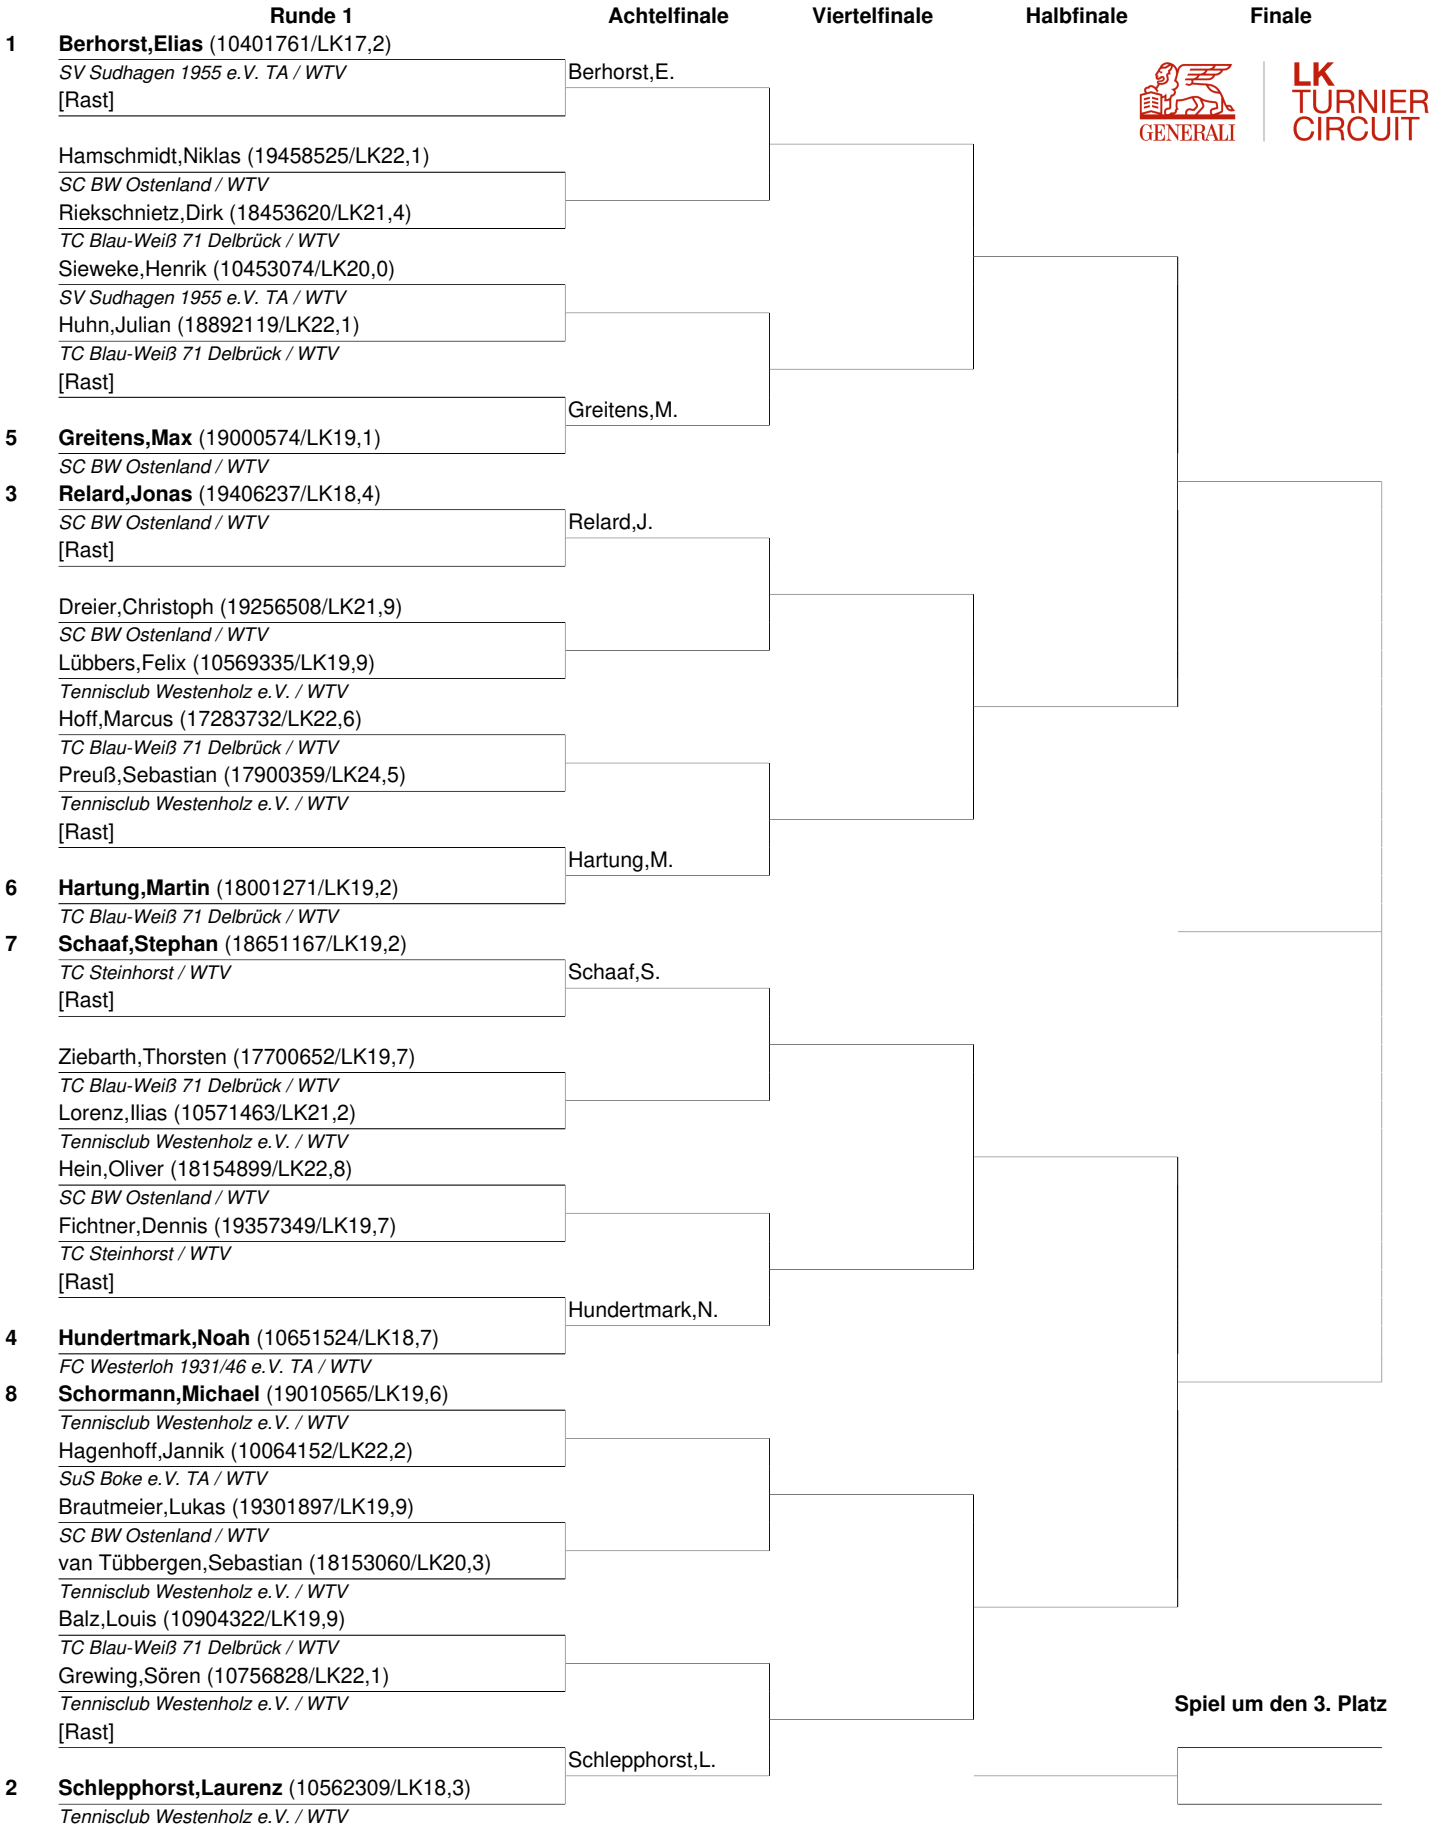 Runde 1 Achtelfinale Viertelfinale Halbfinale Finale
1 Berhorst,Elias (10401761/LK17,2)
SV Sudhagen 1955 e.V. TA / WTV Berhorst,E.
[Rast]
GENERALI
LK
TURNIER
CIRCUIT
Hamschmidt,Niklas (19458525/LK22,1)
SC BW Ostenland / WTV
Riekschnietz,Dirk (18453620/LK21,4)
TC Blau-Weiß 71 Delbrück / WTV
Sieweke,Henrik (10453074/LK20,0)
SV Sudhagen 1955 e.V. TA / WTV
Huhn,Julian (18892119/LK22,1)
TC Blau-Weiß 71 Delbrück / WTV
[Rast]
Greitens,M.
5 Greitens,Max (19000574/LK19,1)
SC BW Ostenland / WTV
3 Relard,Jonas (19406237/LK18,4)
SC BW Ostenland / WTV Relard,J.
[Rast]
Dreier,Christoph (19256508/LK21,9)
SC BW Ostenland / WTV
Lübbers,Felix (10569335/LK19,9)
Tennisclub Westenholz e.V. / WTV
Hoff,Marcus (17283732/LK22,6)
TC Blau-Weiß 71 Delbrück / WTV
Preuß,Sebastian (17900359/LK24,5)
Tennisclub Westenholz e.V. / WTV
[Rast]
Hartung,M.
6 Hartung,Martin (18001271/LK19,2)
TC Blau-Weiß 71 Delbrück / WTV
7 Schaaf,Stephan (18651167/LK19,2)
TC Steinhorst / WTV Schaaf,S.
[Rast]
Ziebarth,Thorsten (17700652/LK19,7)
TC Blau-Weiß 71 Delbrück / WTV
Lorenz,Ilias (10571463/LK21,2)
Tennisclub Westenholz e.V. / WTV
Hein,Oliver (18154899/LK22,8)
SC BW Ostenland / WTV
Fichtner,Dennis (19357349/LK19,7)
TC Steinhorst / WTV
[Rast]
Hundertmark,N.
4 Hundertmark,Noah (10651524/LK18,7)
FC Westerloh 1931/46 e.V. TA / WTV
8 Schormann,Michael (19010565/LK19,6)
Tennisclub Westenholz e.V. / WTV
Hagenhoff,Jannik (10064152/LK22,2)
SuS Boke e.V. TA / WTV
Brautmeier,Lukas (19301897/LK19,9)
SC BW Ostenland / WTV
van Tübbergen,Sebastian (18153060/LK20,3)
Tennisclub Westenholz e.V. / WTV
Balz,Louis (10904322/LK19,9)
TC Blau-Weiß 71 Delbrück / WTV
Grewing,Sören (10756828/LK22,1)
Tennisclub Westenholz e.V. / WTV Spiel um den 3. Platz
[Rast]
Schlepphorst,L.
2 Schlepphorst,Laurenz (10562309/LK18,3)
Tennisclub Westenholz e.V. / WTV